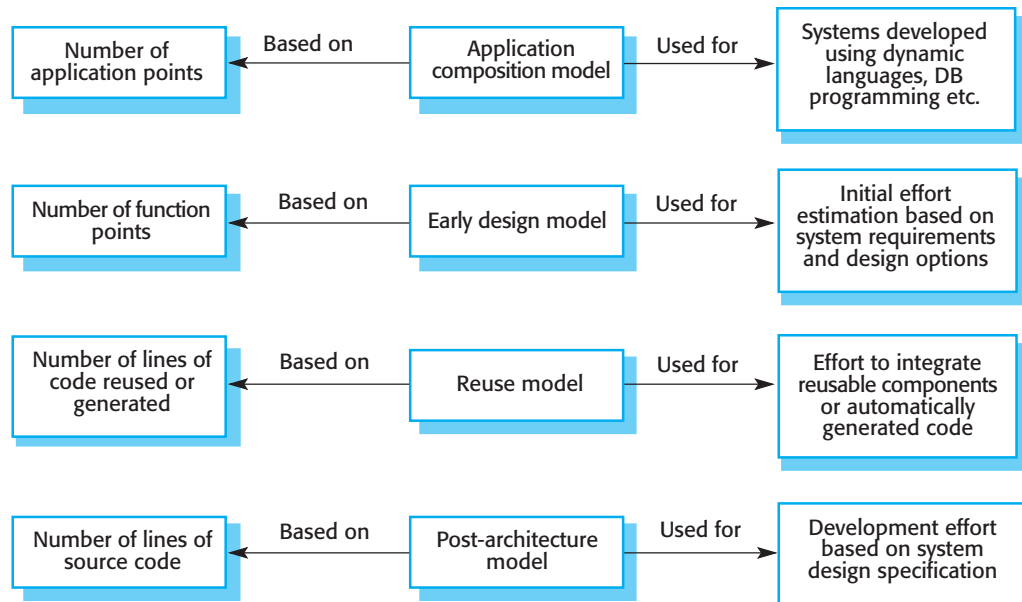 Number of
application points
Based on
Application
composition model
Used for
Systems developed
using dynamic
languages, DB
programming etc.
Number of function
points
Based on
Early design model
Used for
Initial effort
estimation based on
system requirements
and design options
Number of lines of
code reused or
generated
Based on
Reuse model
Used for
Effort to integrate
reusable components
or automatically
generated code
Number of lines of
source code
Based on
Post-architecture
model
Used for
Development effort
based on system
design specification